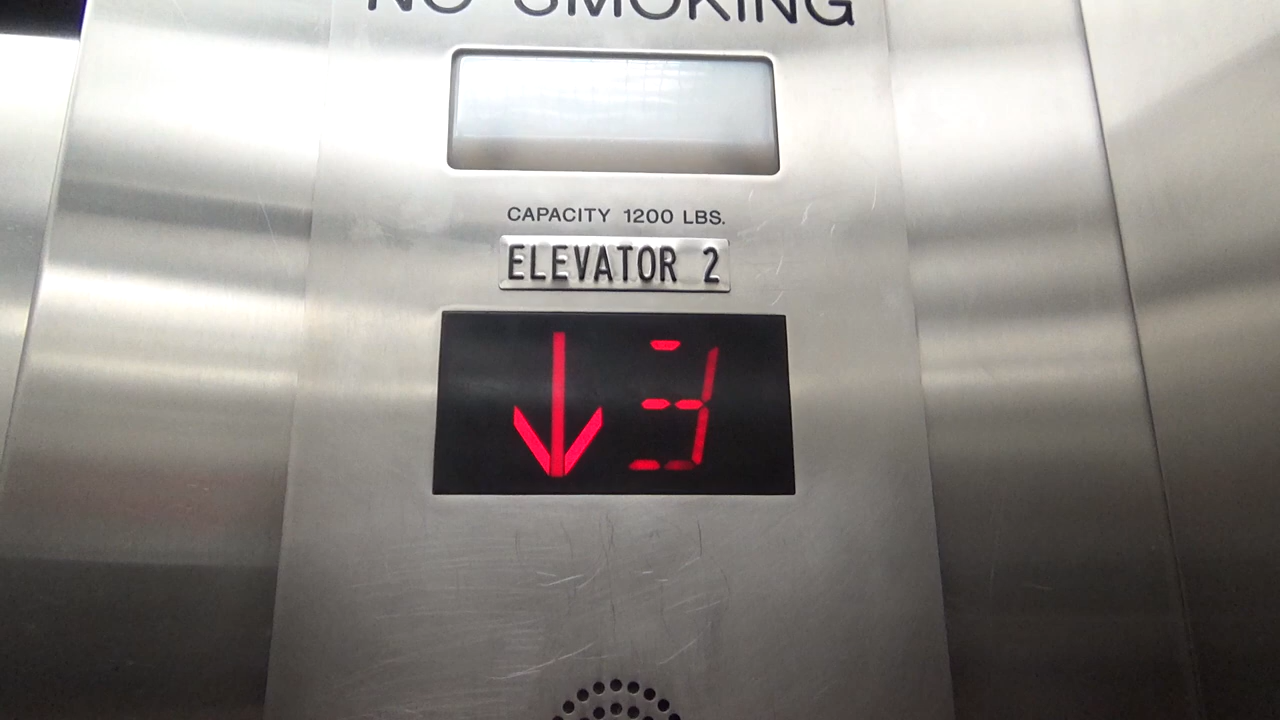 NO SMOKING
CAPACITY 1200 LBS.
ELEVATOR 2
↓ 3